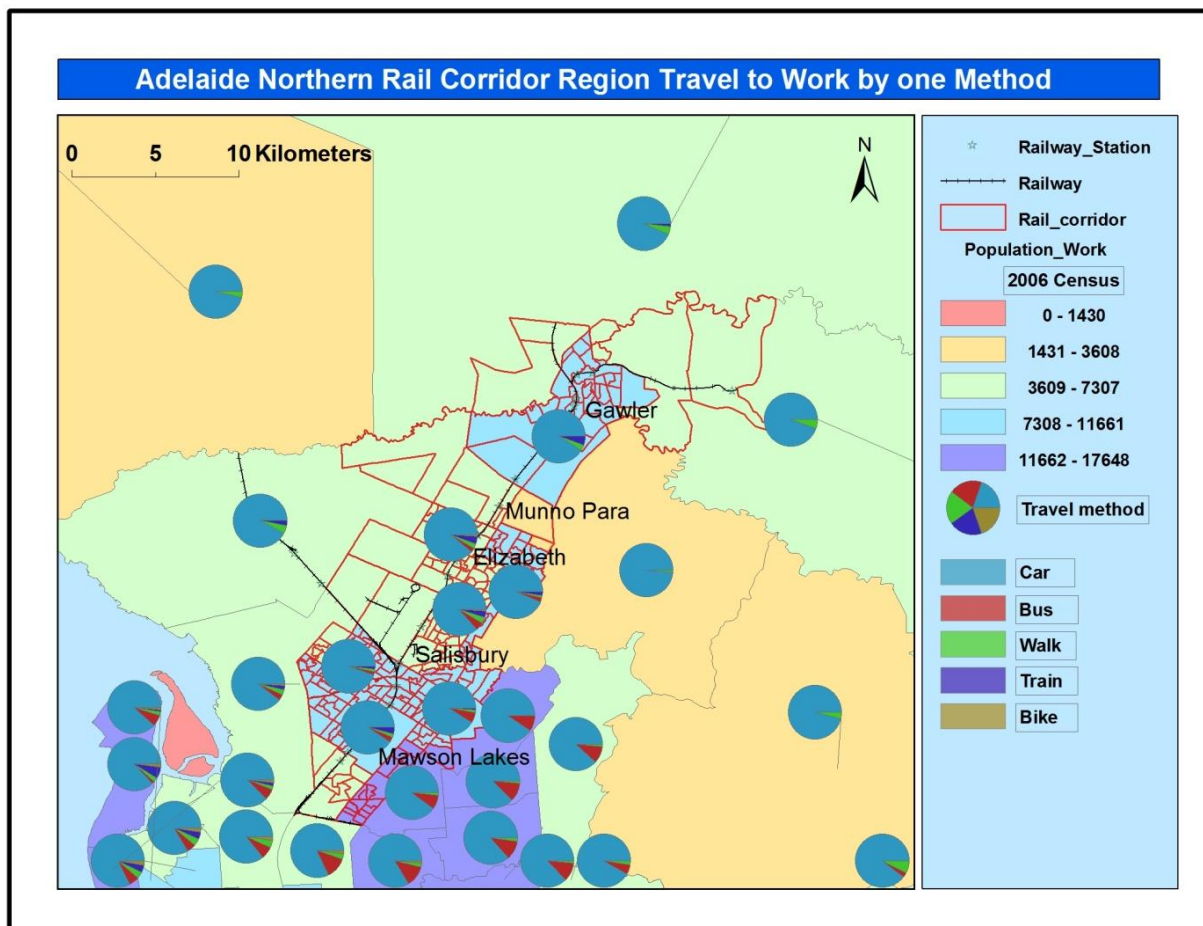 Adelaide Northern Rail Corridor Region Travel to Work by one Method
0 5 10 Kilometers
N
Gawler
Munno Para
Elizabeth
Salisbury
Mawson Lakes
Railway_Station
Railway
Rail_corridor
Population_Work
2006 Census
0 - 1430
1431 - 3608
3609 - 7307
7308 - 11661
11662 - 17648
Travel method
Car
Bus
Walk
Train
Bike